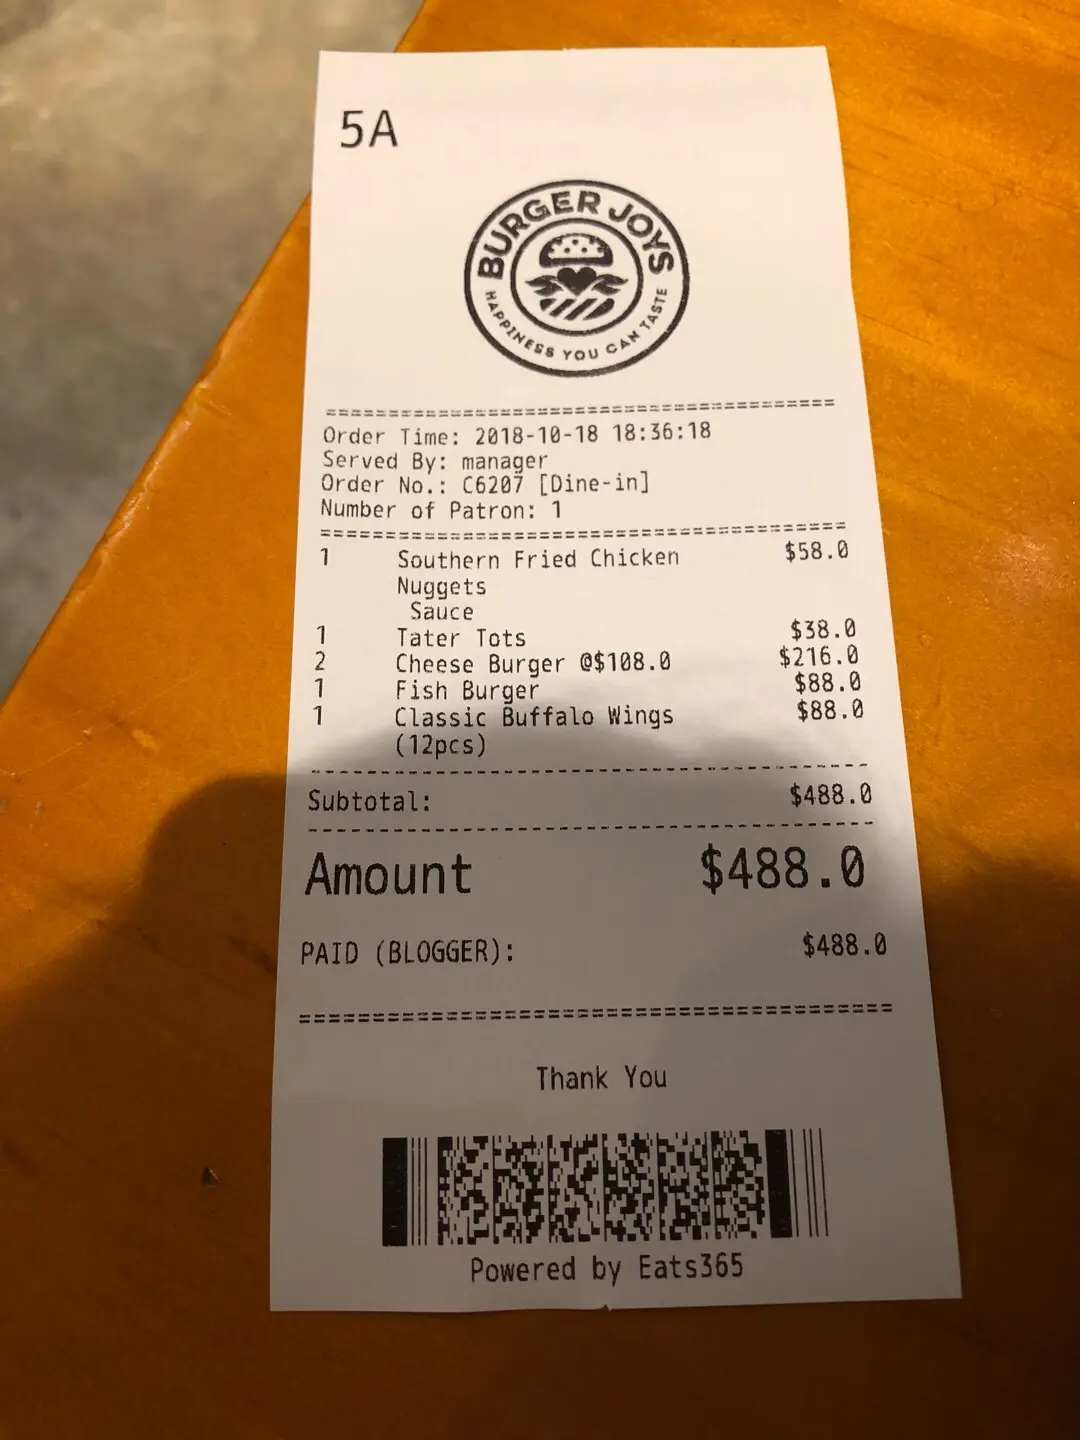 5A
BURGER JOYS
HAPPINESS YOU CAN TASTE
========================================
Order Time: 2018-10-18 18:36:18
Served By: manager
Order No.: C6207 [Dine-in]
Number of Patron: 1
========================================
1 Southern Fried Chicken $58.0
Nuggets
Sauce
1 Tater Tots $38.0
2 Cheese Burger @$108.0 $216.0
1 Fish Burger $88.0
1 Classic Buffalo Wings $88.0
(12pcs)
----------------------------------------
Subtotal: $488.0
----------------------------------------
Amount $488.0
PAID (BLOGGER): $488.0
========================================
Thank You
Powered by Eats365